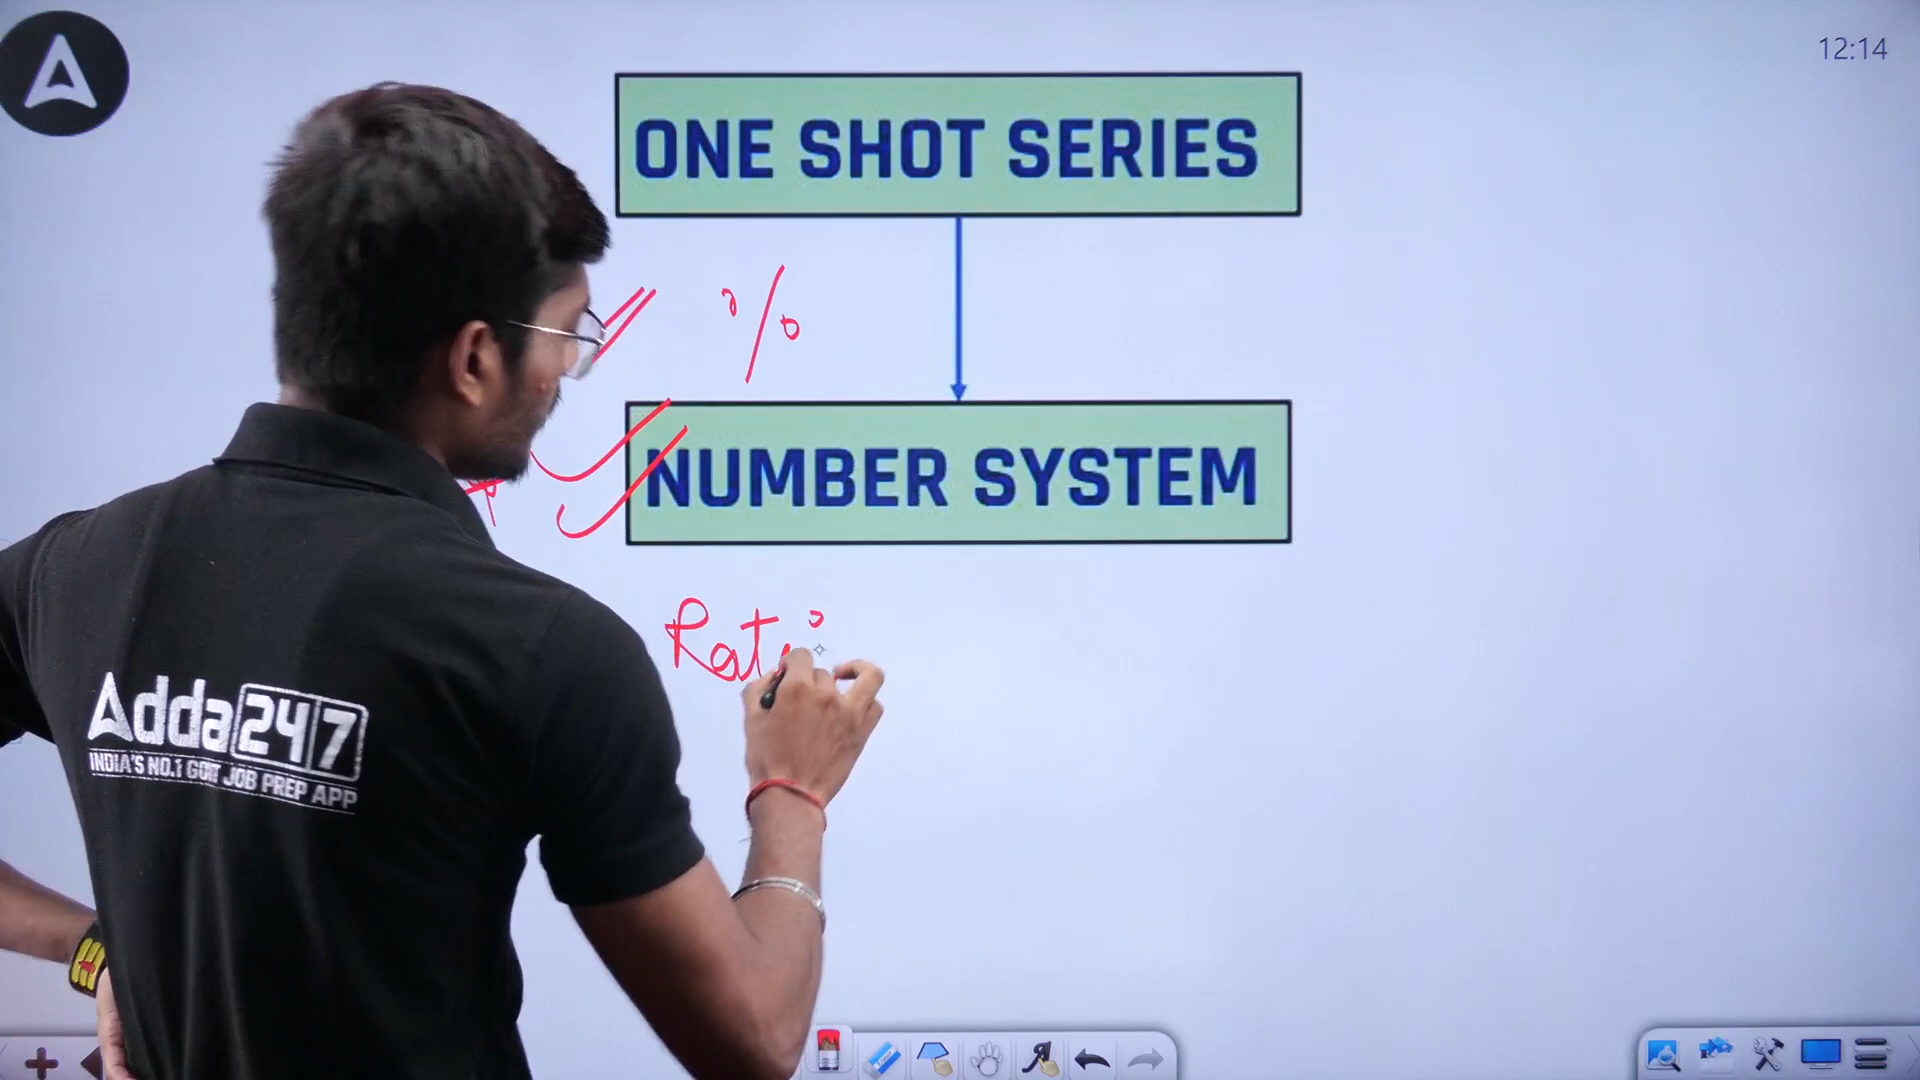 12:14
ONE SHOT SERIES
%
NUMBER SYSTEM
Rati
Adda247
INDIA'S NO.1 GOVT JOB PREP APP